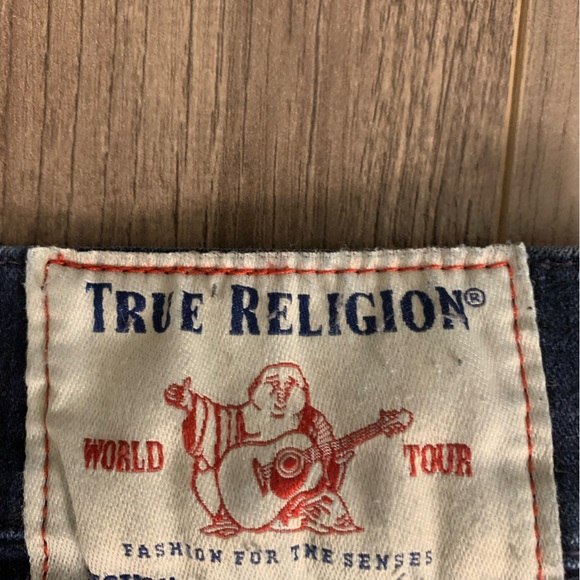 TRUE RELIGION®
WORLD TOUR
FASHION FOR THE SENSES